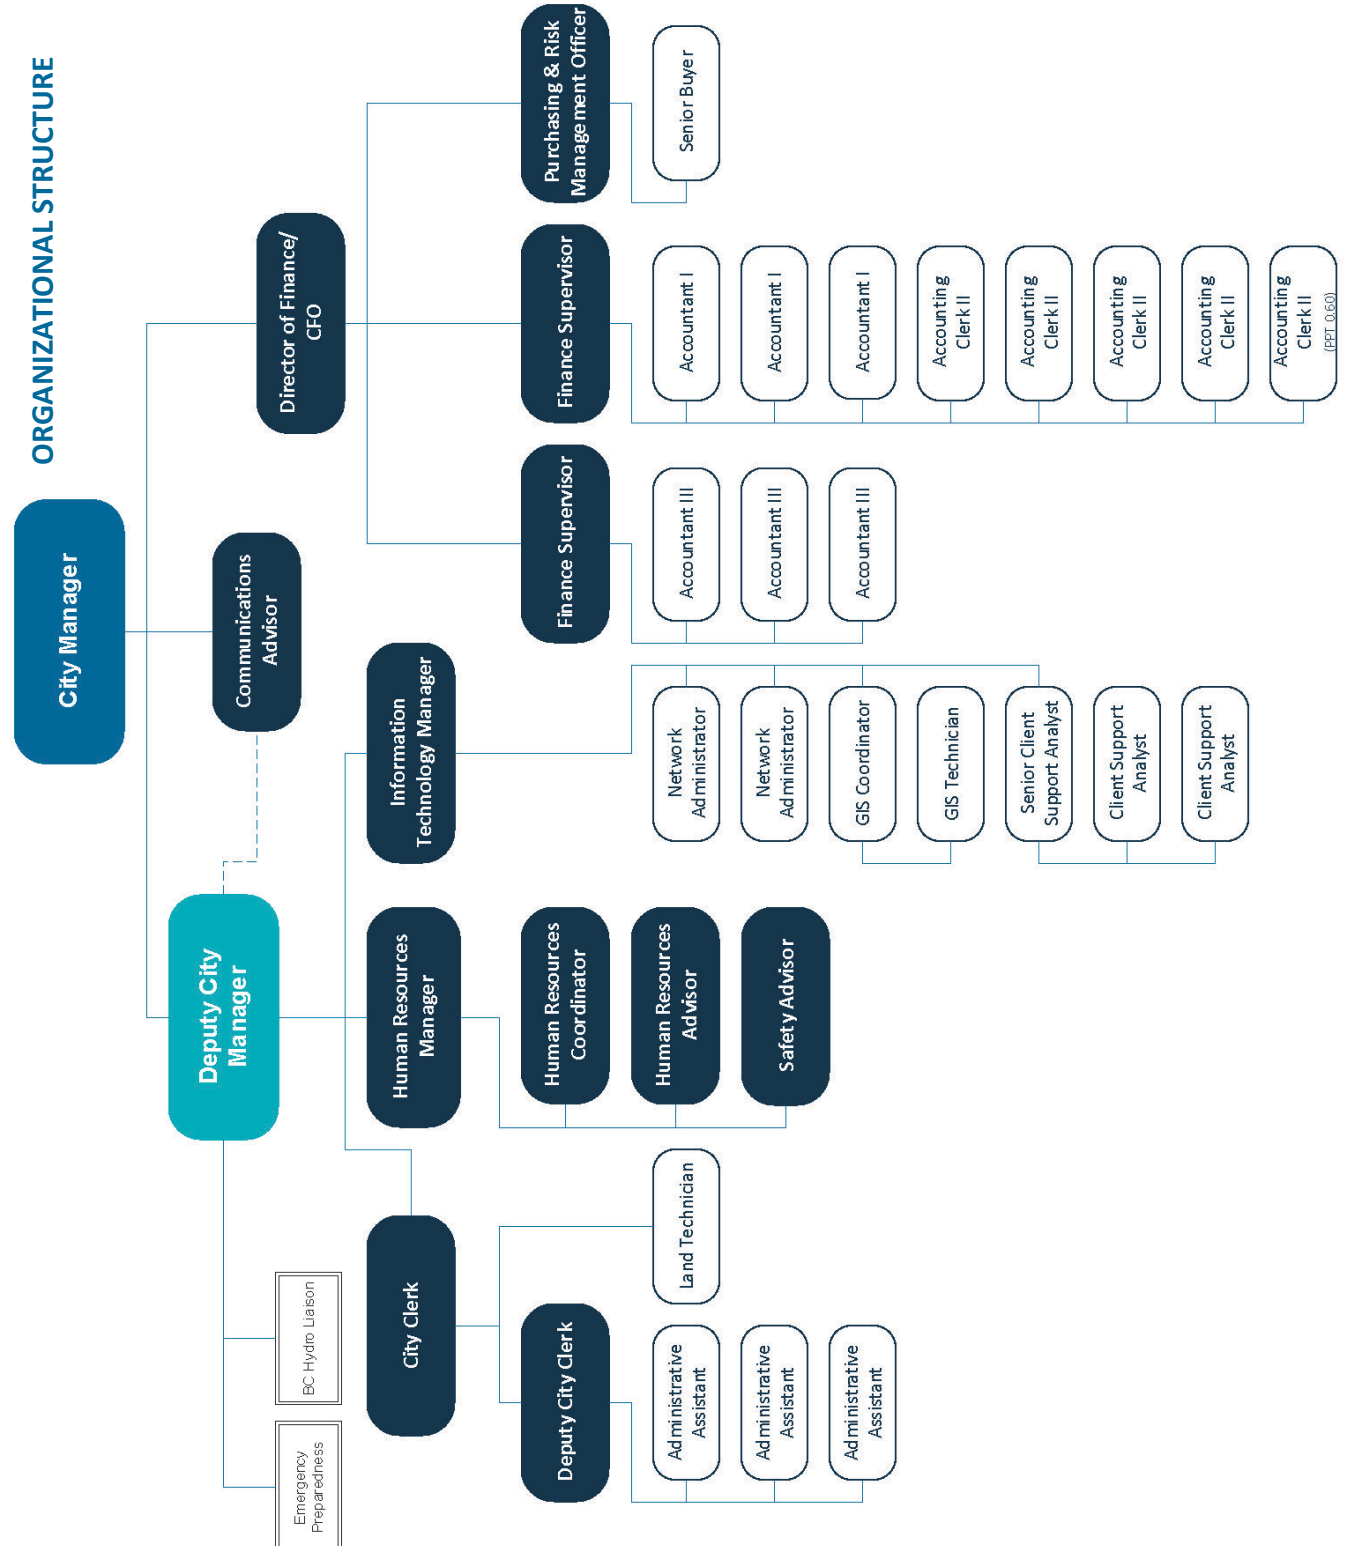 ORGANIZATIONAL STRUCTURE
City Manager
Deputy City
Manager
Communications
Advisor
Director of Finance/
CFO
Emergency
Preparedness
BC Hydro Liaison
City Clerk
Human Resources
Manager
Information
Technology Manager
Deputy City Clerk
Human Resources
Coordinator
Finance Supervisor
Finance Supervisor
Purchasing & Risk
Management Officer
Administrative
Assistant
Administrative
Assistant
Administrative
Assistant
Land Technician
Human Resources
Advisor
Safety Advisor
Network
Administrator
Network
Administrator
GIS Coordinator
GIS Technician
Senior Client
Support Analyst
Client Support
Analyst
Client Support
Analyst
Accountant III
Accountant III
Accountant III
Accountant I
Accountant I
Accountant I
Accounting
Clerk II
Accounting
Clerk II
Accounting
Clerk II
Accounting
Clerk II
Accounting
Clerk II
(PPT 0.60)
Senior Buyer